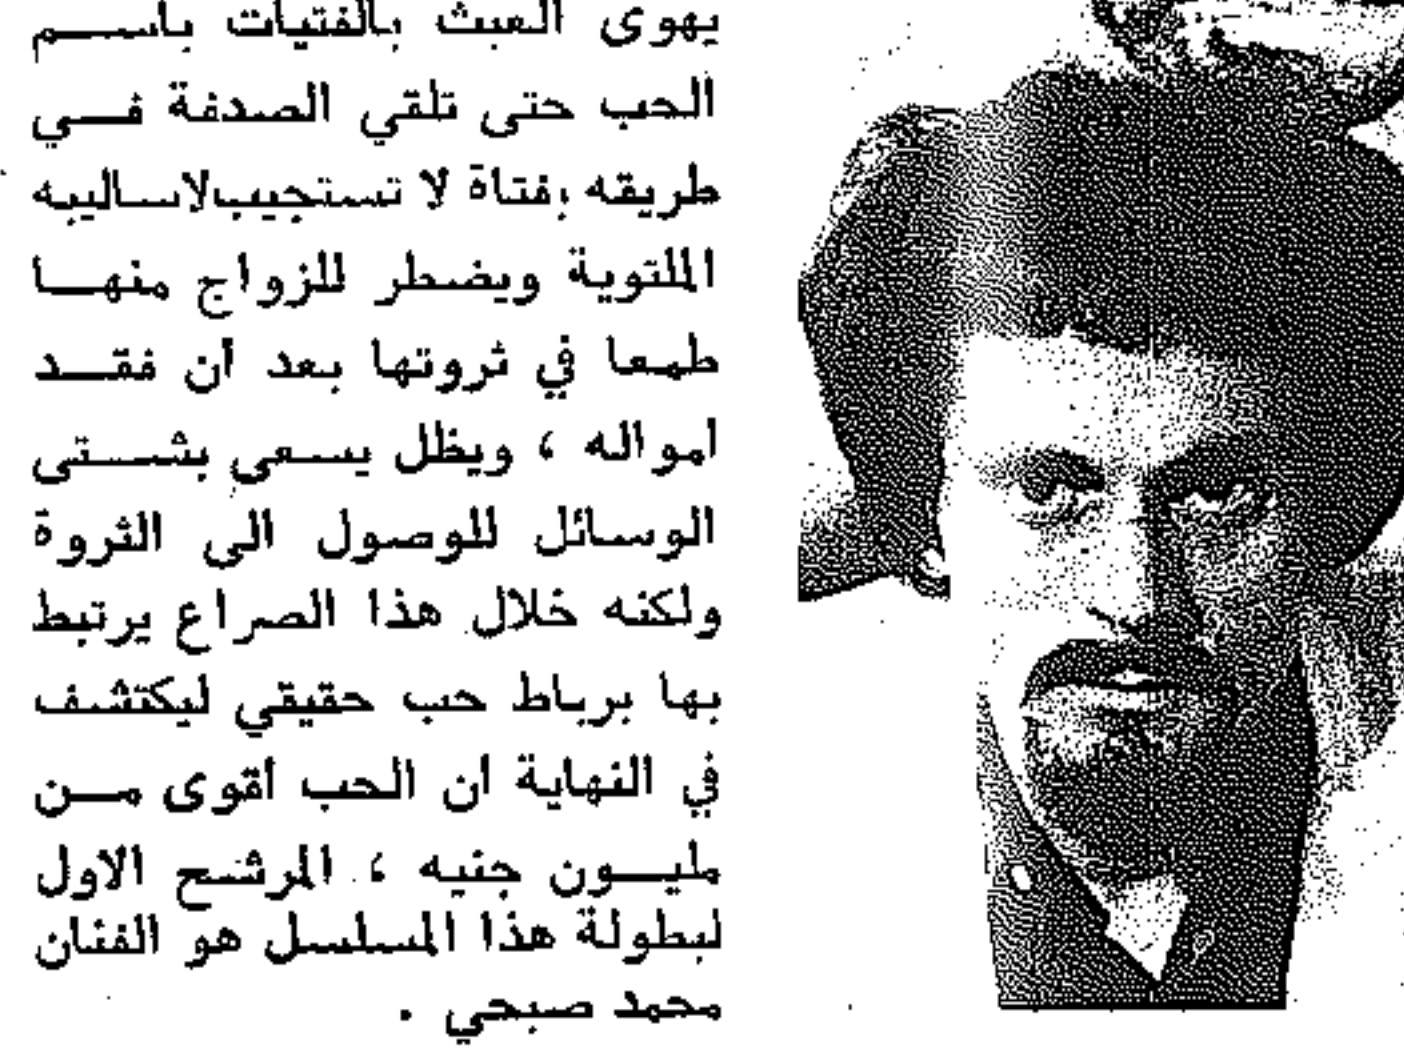 يهوى العبث بالفتيات باسم
الحب حتى تلقي الصدفة في
طريقه بفتاة لا تستجيب لاساليبه
الملتوية ويضطر للزواج منها
طمعا في ثروتها بعد أن فقد
امواله ، ويظل يسعى بشتى
الوسائل للوصول الى الثروة
ولكنه خلال هذا الصراع يرتبط
بها برباط حب حقيقي ليكتشف
في النهاية ان الحب أقوى من
مليون جنيه ، المرشح الاول
لبطولة هذا المسلسل هو الفنان
محمد صبحي .